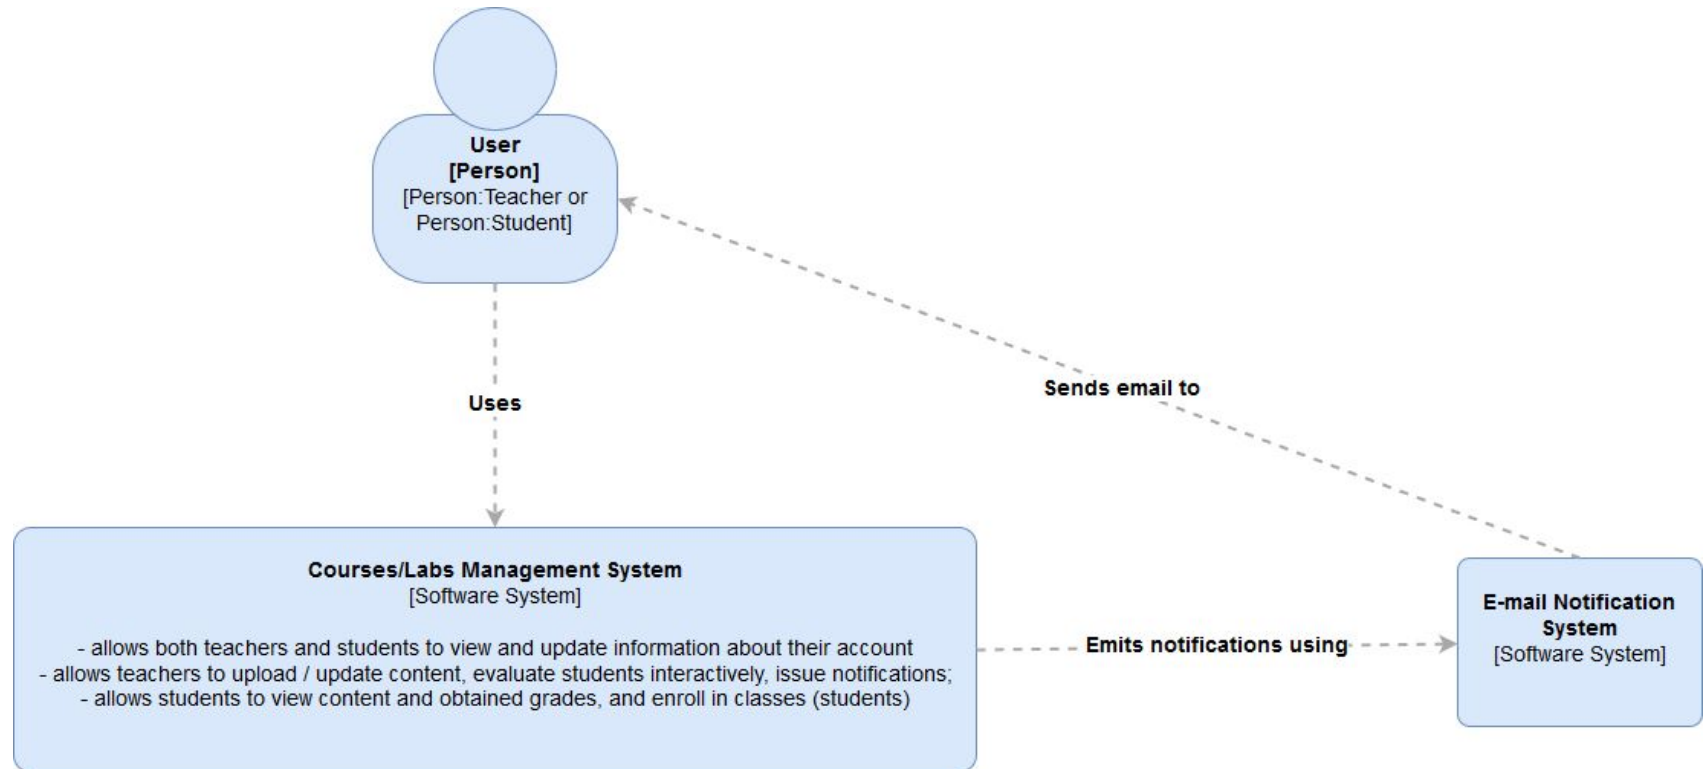 User
[Person]
[Person:Teacher or
Person:Student]
Sends email to
Uses
Courses/Labs Management System
[Software System]
- allows both teachers and students to view and update information about their account
- allows teachers to upload / update content, evaluate students interactively, issue notifications;
- allows students to view content and obtained grades, and enroll in classes (students)
Emits notifications using
E-mail Notification
System
[Software System]